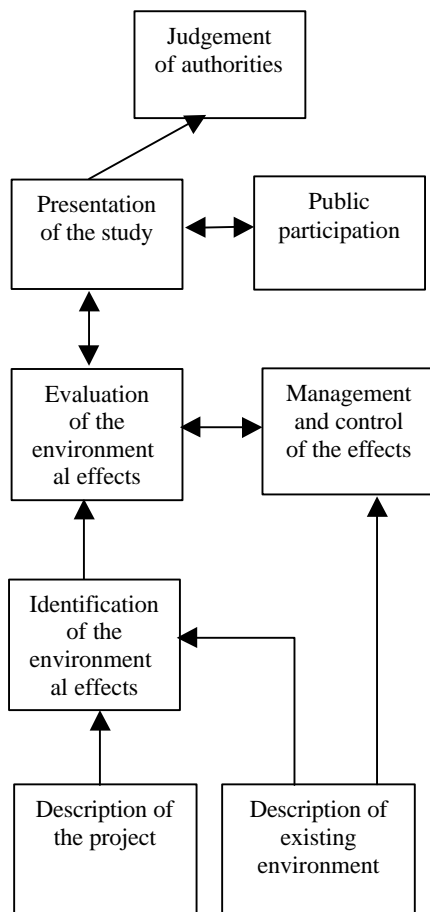 Judgement
of authorities
Presentation
of the study
Public
participation
Evaluation
of the
environment
al effects
Management
and control
of the effects
Identification
of the
environment
al effects
Description of
the project
Description of
existing
environment